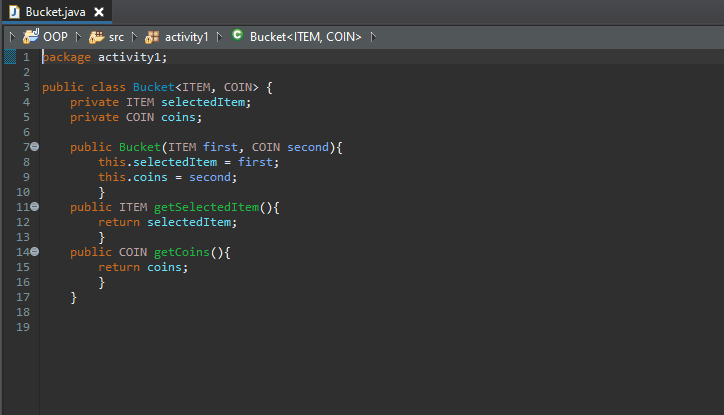 Bucket.java
OOP src activity1 Bucket<ITEM, COIN>
1 package activity1;
2
3 public class Bucket<ITEM, COIN> {
4 private ITEM selectedItem;
5 private COIN coins;
6
7 public Bucket(ITEM first, COIN second){
8 this.selectedItem = first;
9 this.coins = second;
10 }
11 public ITEM getSelectedItem(){
12 return selectedItem;
13 }
14 public COIN getCoins(){
15 return coins;
16 }
17 }
18
19